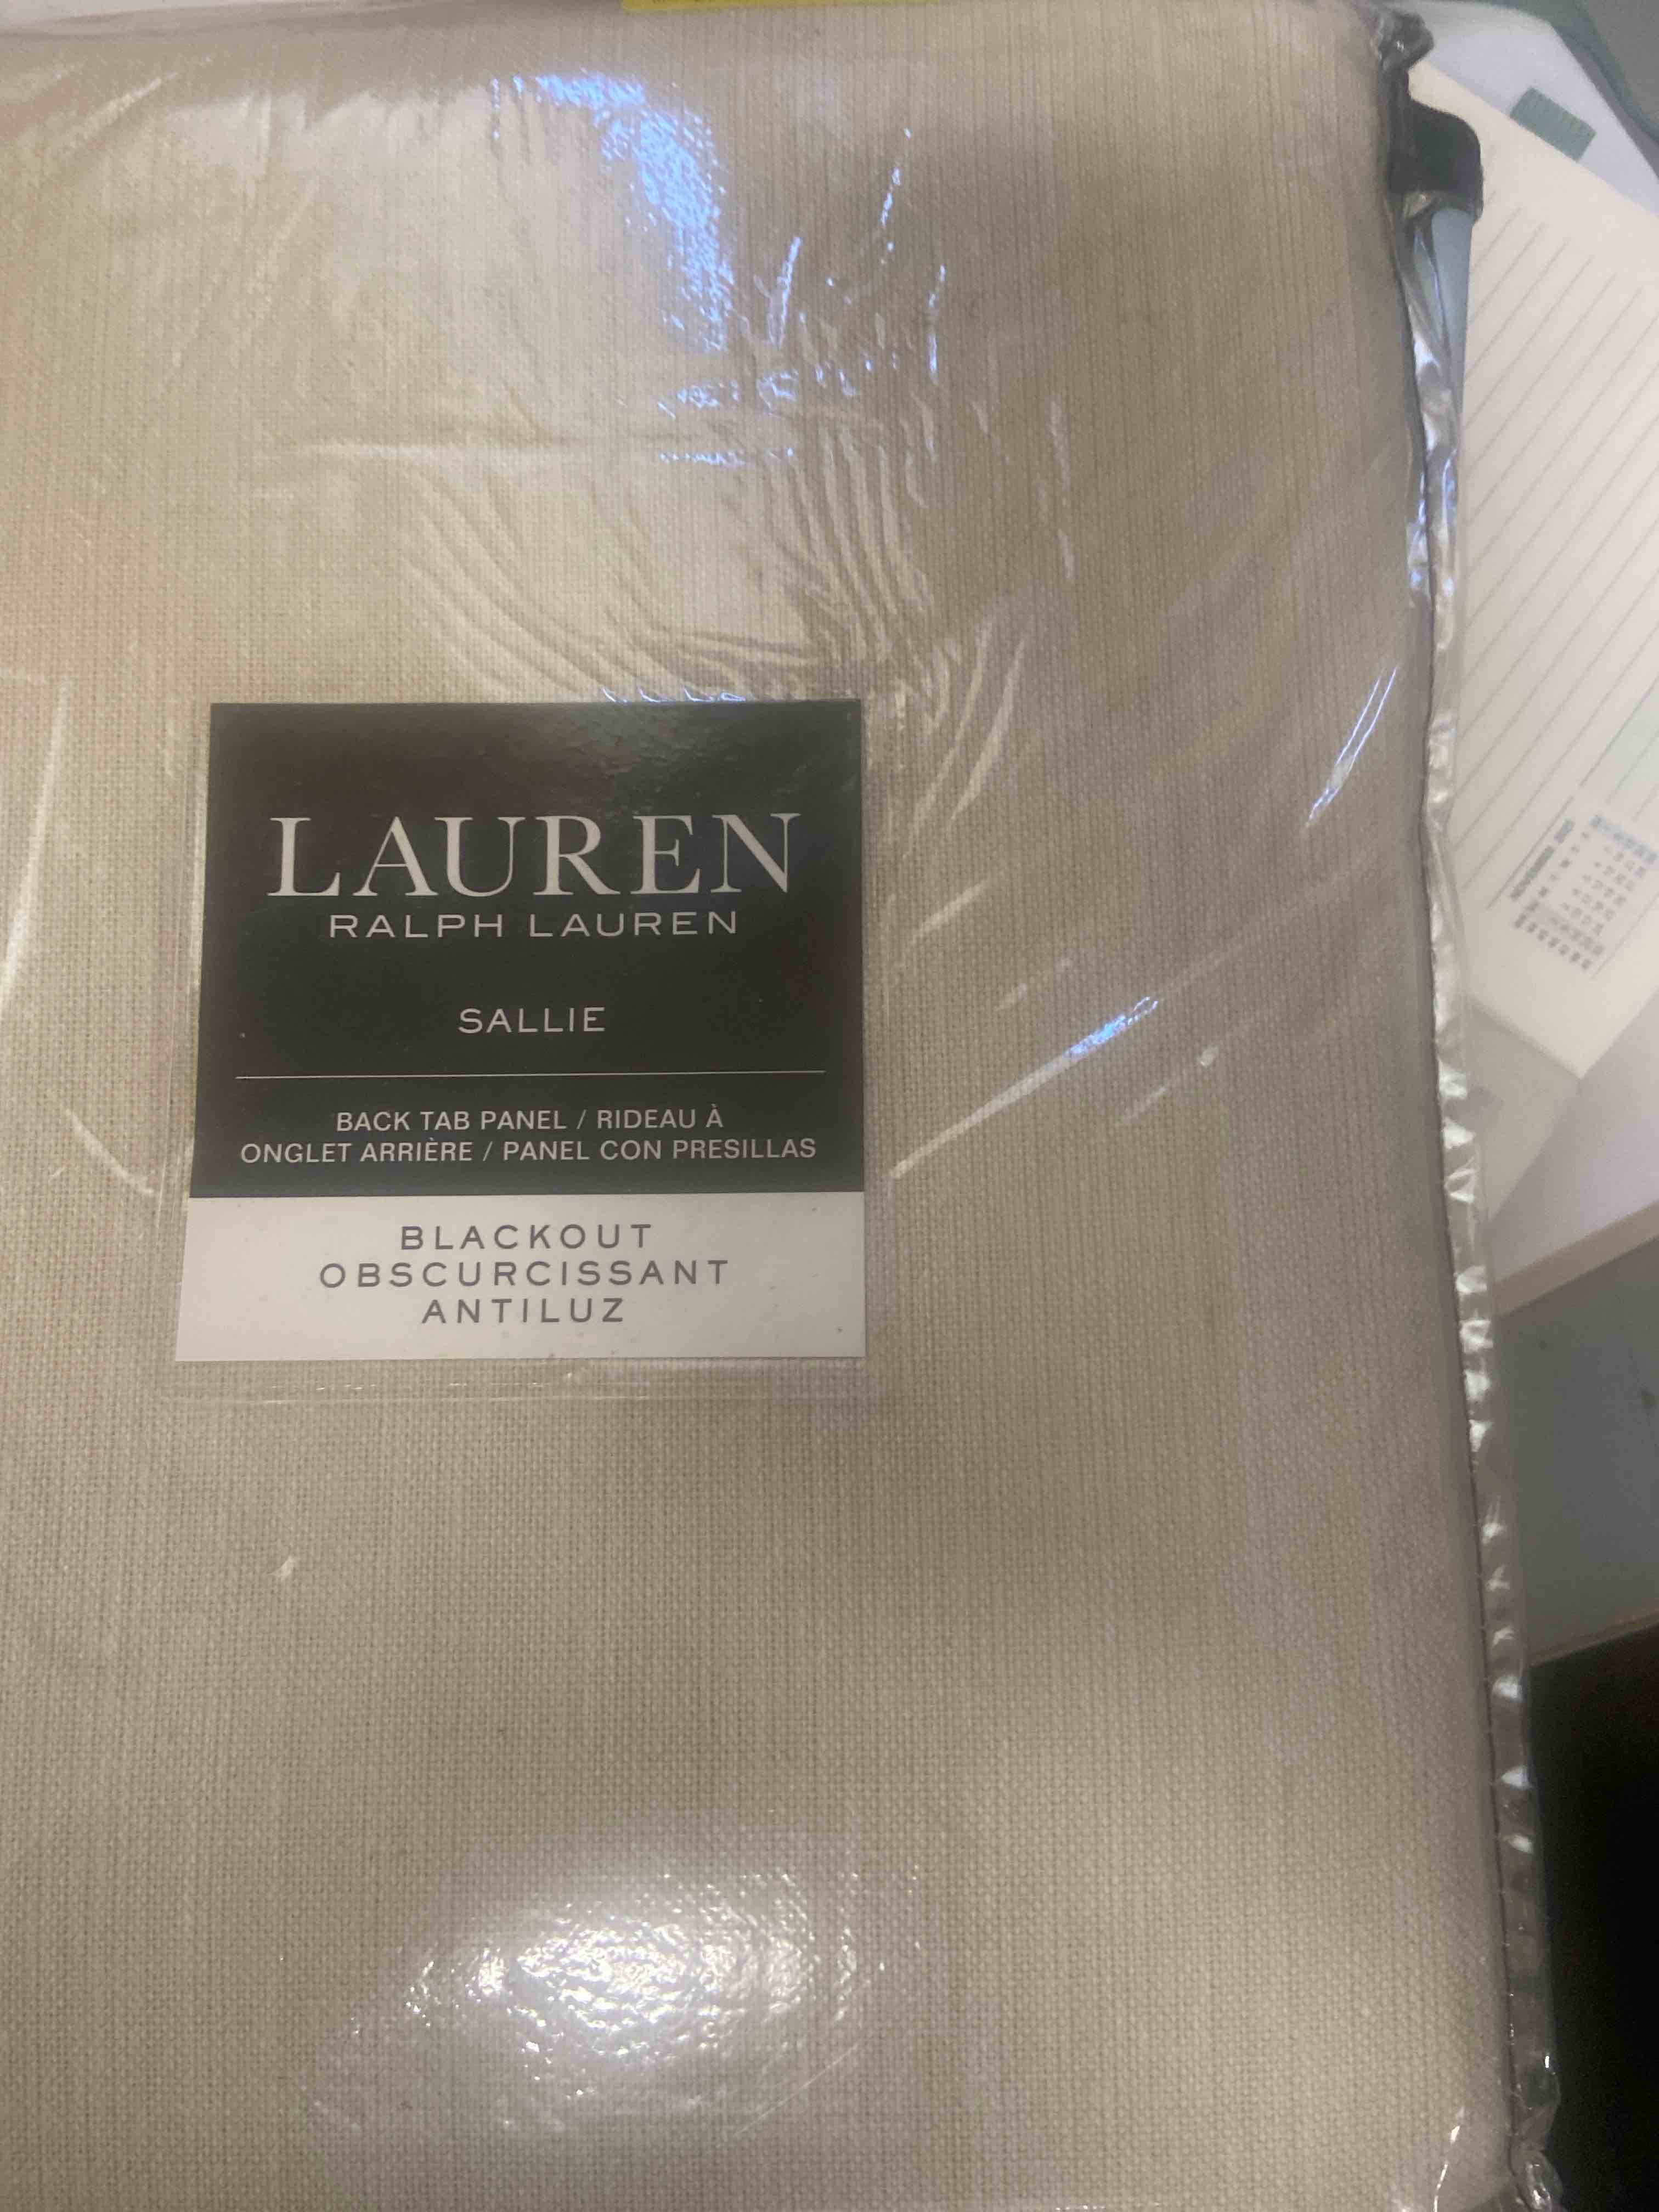 LAUREN
RALPH LAUREN
SALLIE
BACK TAB PANEL / RIDEAU À
ONGLET ARRIÈRE / PANEL CON PRESILLAS
BLACKOUT
OBSCURCISSANT
ANTILUZ